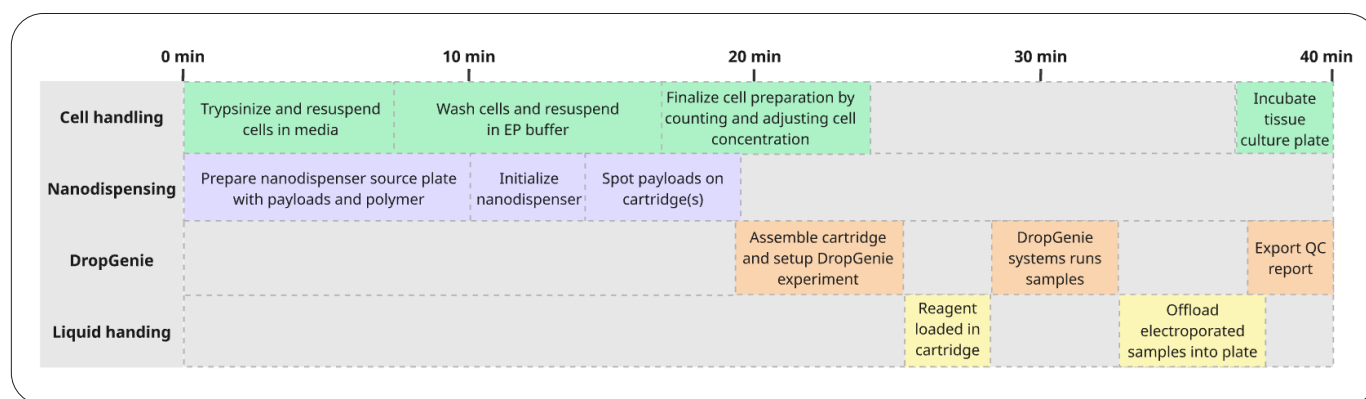 0 min
10 min
20 min
30 min
40 min
Cell handling
Trypsinize and resuspend
cells in media
Wash cells and resuspend
in EP buffer
Finalize cell preparation by
counting and adjusting cell
concentration
Incubate
tissue
culture plate
Nanodispensing
Prepare nanodispenser source plate
with payloads and polymer
Initialize
nanodispenser
Spot payloads on
cartridge(s)
DropGenie
Assemble cartridge
and setup DropGenie
experiment
DropGenie
systems runs
samples
Export QC
report
Liquid handing
Reagent
loaded in
cartridge
Offload
electroporated
samples into plate